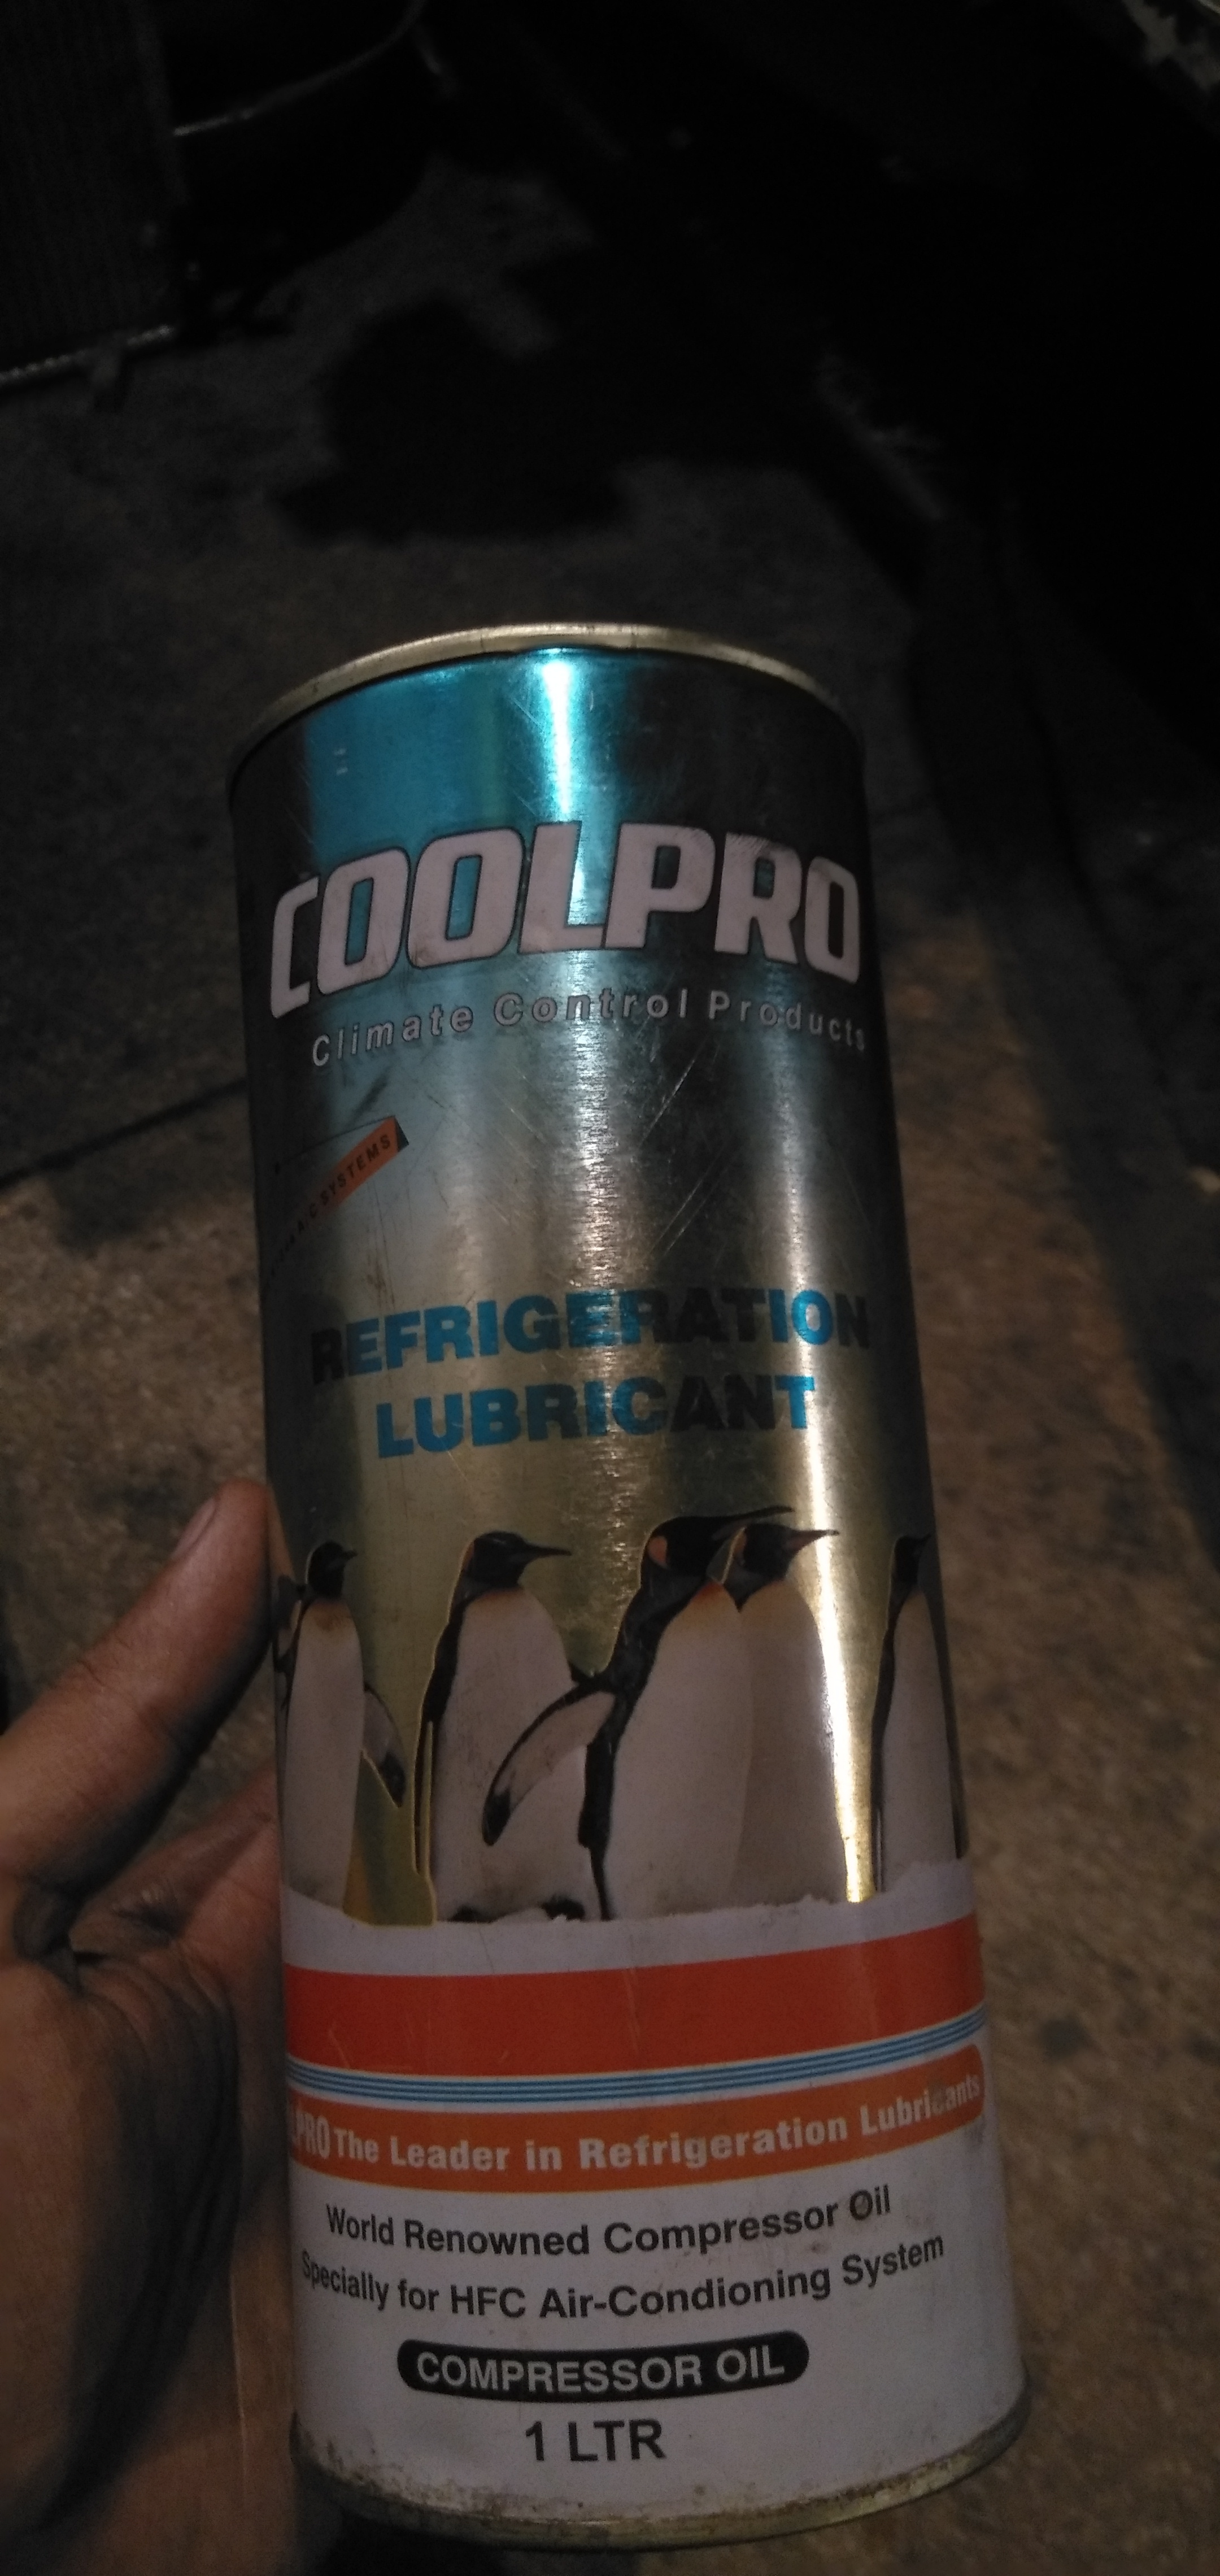 COOLPRO
Climate Control Products
A/C SYSTEMS
REFRIGERATION
LUBRICANT
The Leader in Refrigeration Lubricants
World Renowned Compressor Oil
Specially for HFC Air-Condioning System
COMPRESSOR OIL
1 LTR